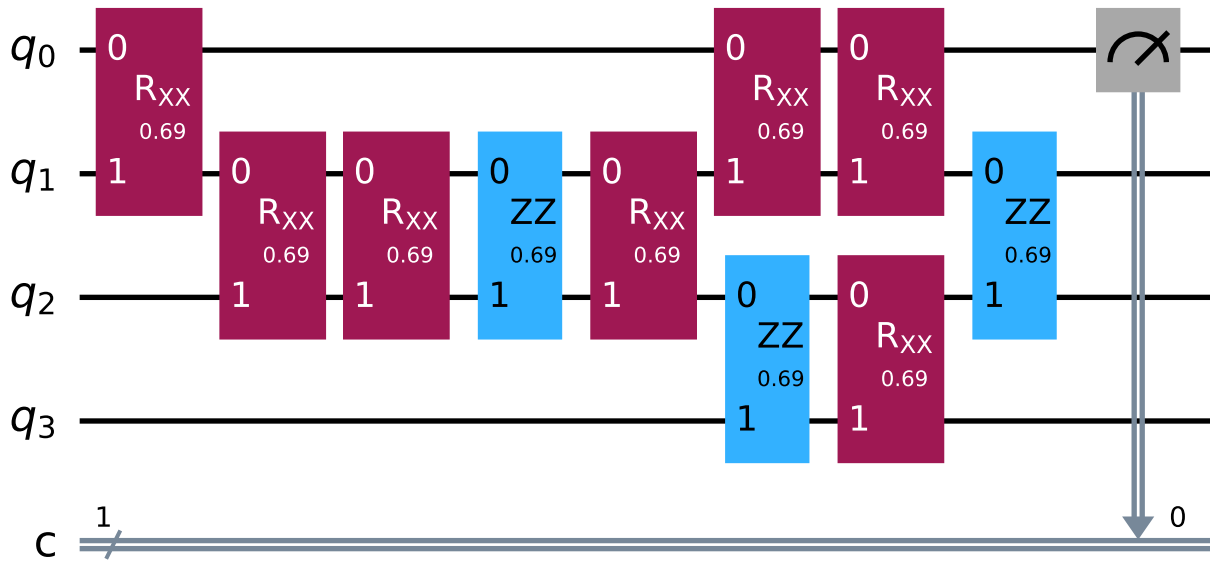 q0 0 0 0
RXX RXX RXX
0.69 0.69 0.69
q1 1 0 0 0 0 1 1 0
RXX RXX ZZ RXX ZZ
0.69 0.69 0.69 0.69 0.69
q2 1 1 1 1 0 0 1
ZZ RXX
0.69 0.69
q3 1 1
1 0
c